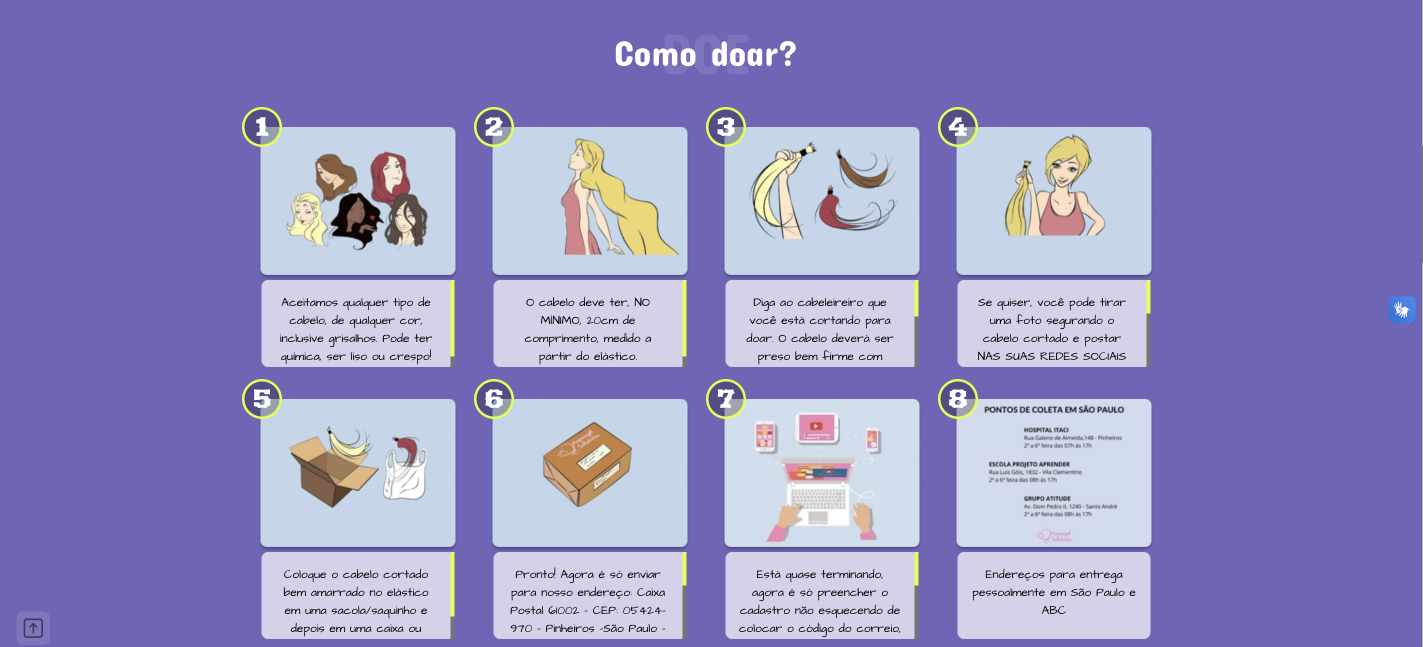 DOE
Como doar?
1
2
3
4
Aceitamos qualquer tipo de
cabelo, de qualquer cor,
inclusive grisalhos. Pode ter
química, ser liso ou crespo!
O cabelo deve ter, NO
MÍNIMO, 20cm de
comprimento, medido a
partir do elástico.
Diga ao cabeleireiro que
você está cortando para
doar. O cabelo deverá ser
preso bem firme com
Se quiser, você pode tirar
uma foto segurando o
cabelo cortado e postar
NAS SUAS REDES SOCIAIS
5
6
7
8
PONTOS DE COLETA EM SÃO PAULO
HOSPITAL ITACI
Rua Galeno de Almeida,148 - Pinheiros
2ª a 6ª feira das 07h às 17h
ESCOLA PROJETO APRENDER
Rua Luis Góis, 1832 - Vila Clementino
2ª a 6ª feira das 08h às 17h
GRUPO ATITUDE
Av. Dom Pedro II, 1240 - Santo André
2ª a 6ª feira das 08h às 17h
Coloque o cabelo cortado
bem amarrado no elástico
em uma sacola/saquinho e
depois em uma caixa ou
Pronto! Agora é só enviar
para nosso endereço: Caixa
Postal 61002 - CEP: 05424-
970 - Pinheiros -São Paulo -
Está quase terminando,
agora é só preencher o
cadastro não esquecendo de
colocar o código do correio,
Endereços para entrega
pessoalmente em São Paulo e
ABC